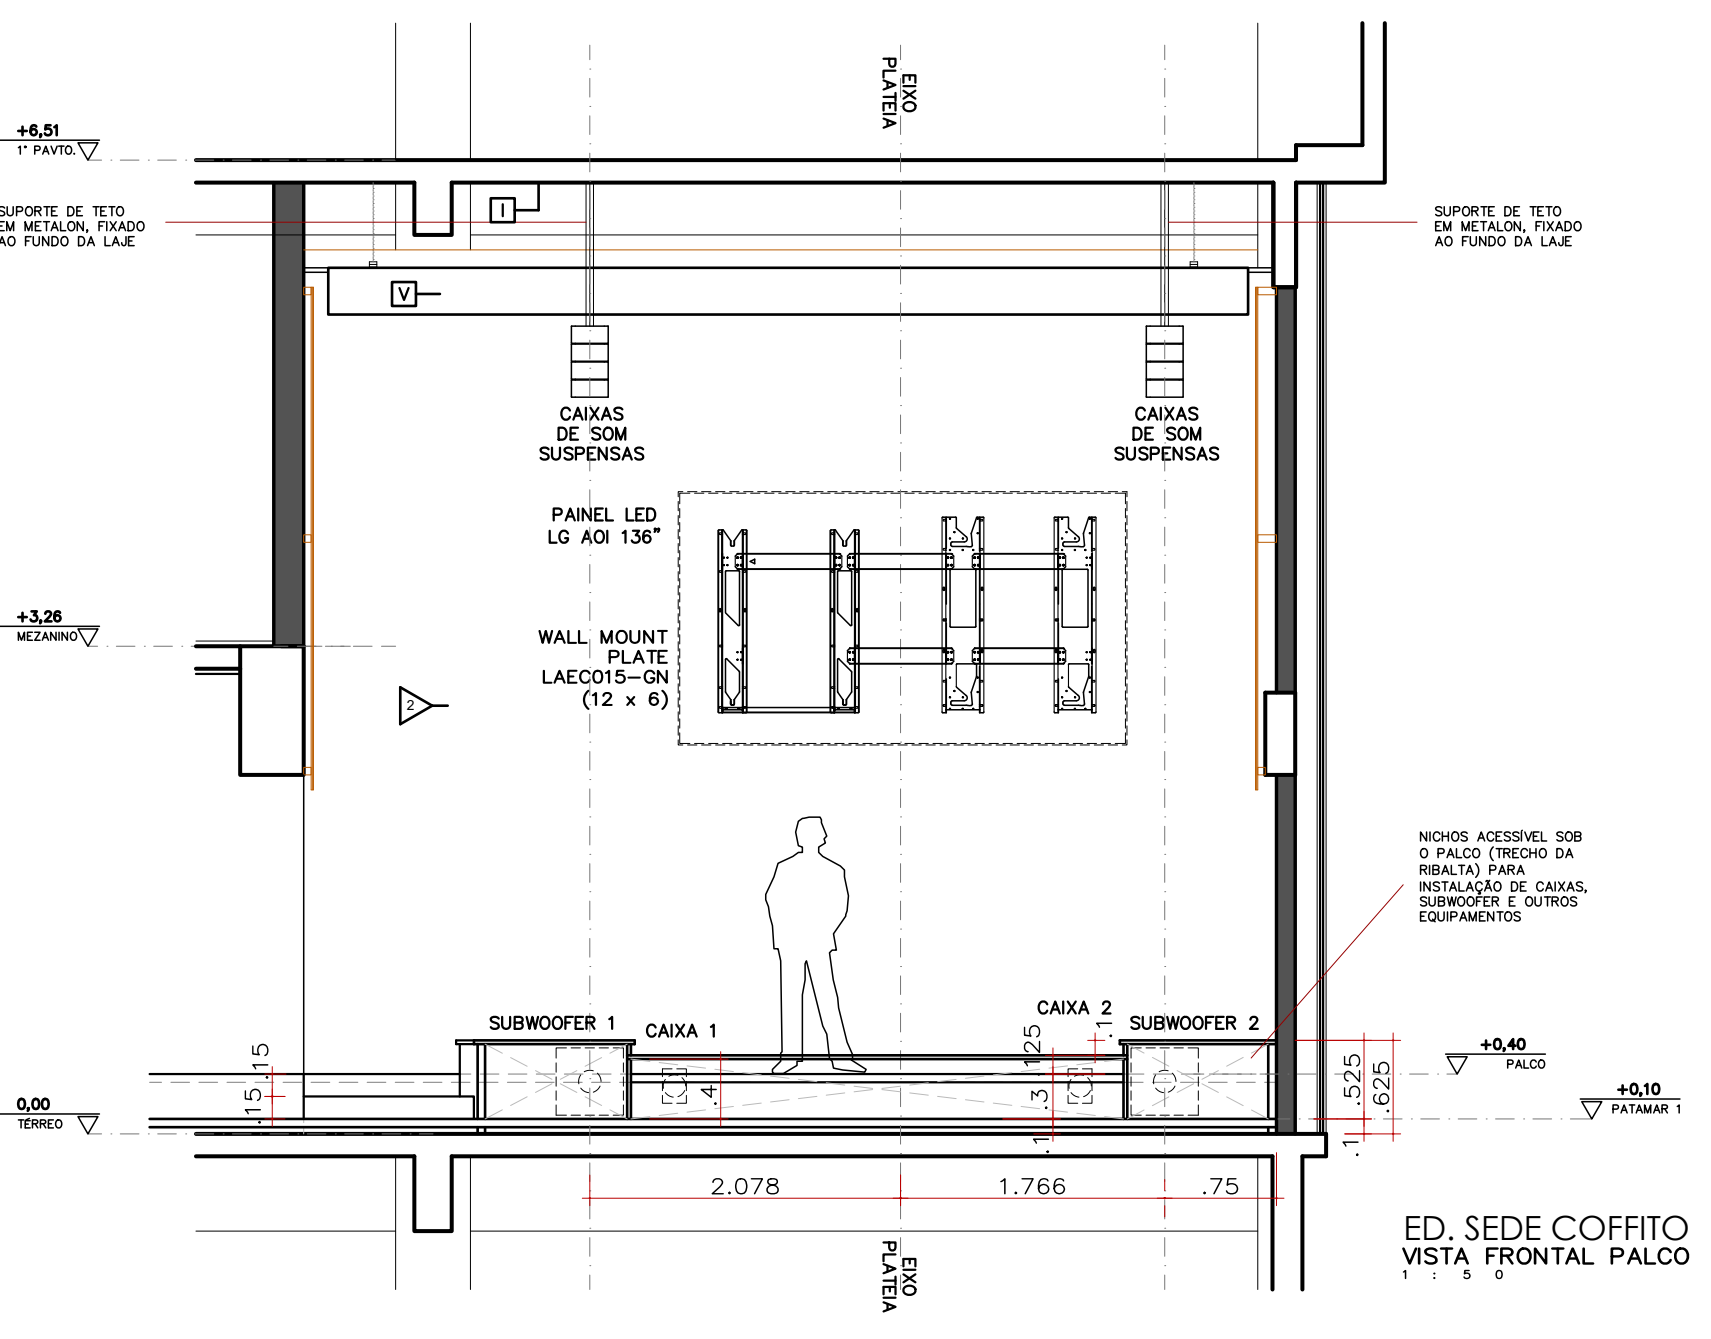 EIXO
PLATEIA
+6,51
1° PAVTO.
SUPORTE DE TETO
EM METALON, FIXADO
AO FUNDO DA LAJE
I
SUPORTE DE TETO
EM METALON, FIXADO
AO FUNDO DA LAJE
V
CAIXAS
DE SOM
SUSPENSAS
CAIXAS
DE SOM
SUSPENSAS
PAINEL LED
LG AOI 136"
+3,26
MEZANINO
WALL MOUNT
PLATE
LAEC015-GN
(12 x 6)
2
NICHOS ACESSÍVEL SOB
O PALCO (TRECHO DA
RIBALTA) PARA
INSTALAÇÃO DE CAIXAS,
SUBWOOFER E OUTROS
EQUIPAMENTOS
SUBWOOFER 1
CAIXA 1
CAIXA 2
SUBWOOFER 2
.15
.15
.4
.125
.1
.3
.1
.525
.625
.1
+0,40
PALCO
+0,10
PATAMAR 1
0,00
TÉRREO
2.078
1.766
.75
EIXO
PLATEIA
ED. SEDE COFFITO
VISTA FRONTAL PALCO
1 : 5 0